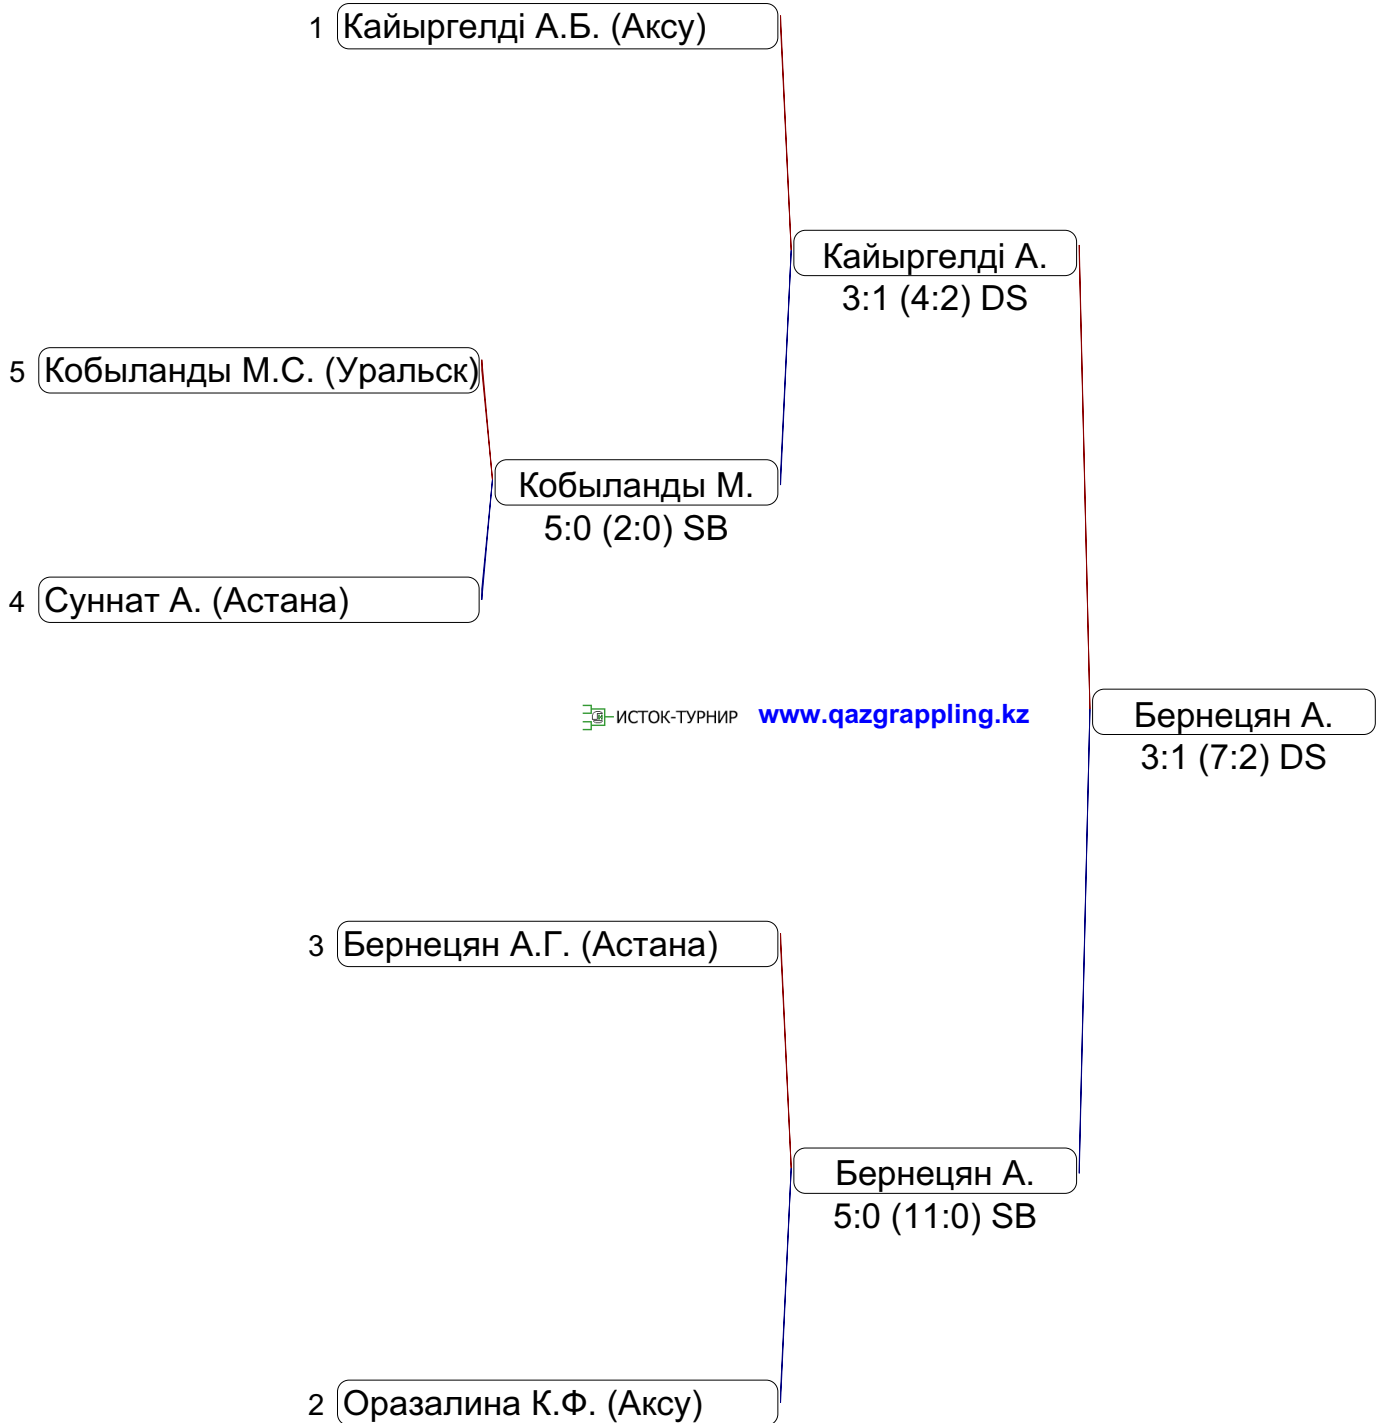 1 Кайыргелді А.Б. (Аксу)
Кайыргелді А.
3:1 (4:2) DS
5 Кобыланды М.С. (Уральск)
Кобыланды М.
5:0 (2:0) SB
4 Суннат А. (Астана)
ИСТОК-ТУРНИР www.qazgrappling.kz
Бернецян А.
3:1 (7:2) DS
3 Бернецян А.Г. (Астана)
Бернецян А.
5:0 (11:0) SB
2 Оразалина К.Ф. (Аксу)